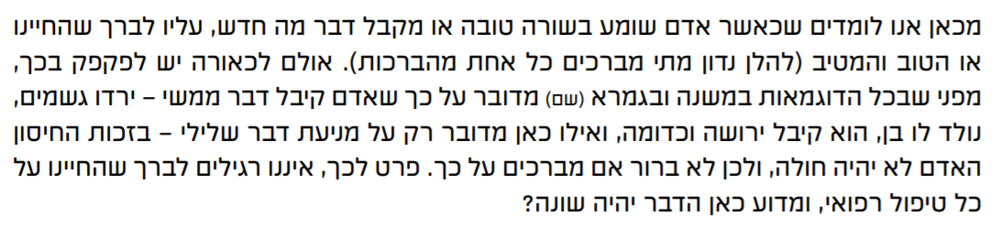 מכאן אנו לומדים שכאשר אדם שומע בשורה טובה או מקבל דבר מה חדש, עליו לברך שהחיינו
או הטוב והמטיב (להלן נדון מתי מברכים כל אחת מהברכות). אולם לכאורה יש לפקפק בכך,
מפני שבכל הדוגמאות במשנה ובגמרא (שם) מדובר על כך שאדם קיבל דבר ממשי – ירדו גשמים,
נולד לו בן, הוא קיבל ירושה וכדומה, ואילו כאן מדובר רק על מניעת דבר שלילי – בזכות החיסון
האדם לא יהיה חולה, ולכן לא ברור אם מברכים על כך. פרט לכך, איננו רגילים לברך שהחיינו על
כל טיפול רפואי, ומדוע כאן הדבר יהיה שונה?